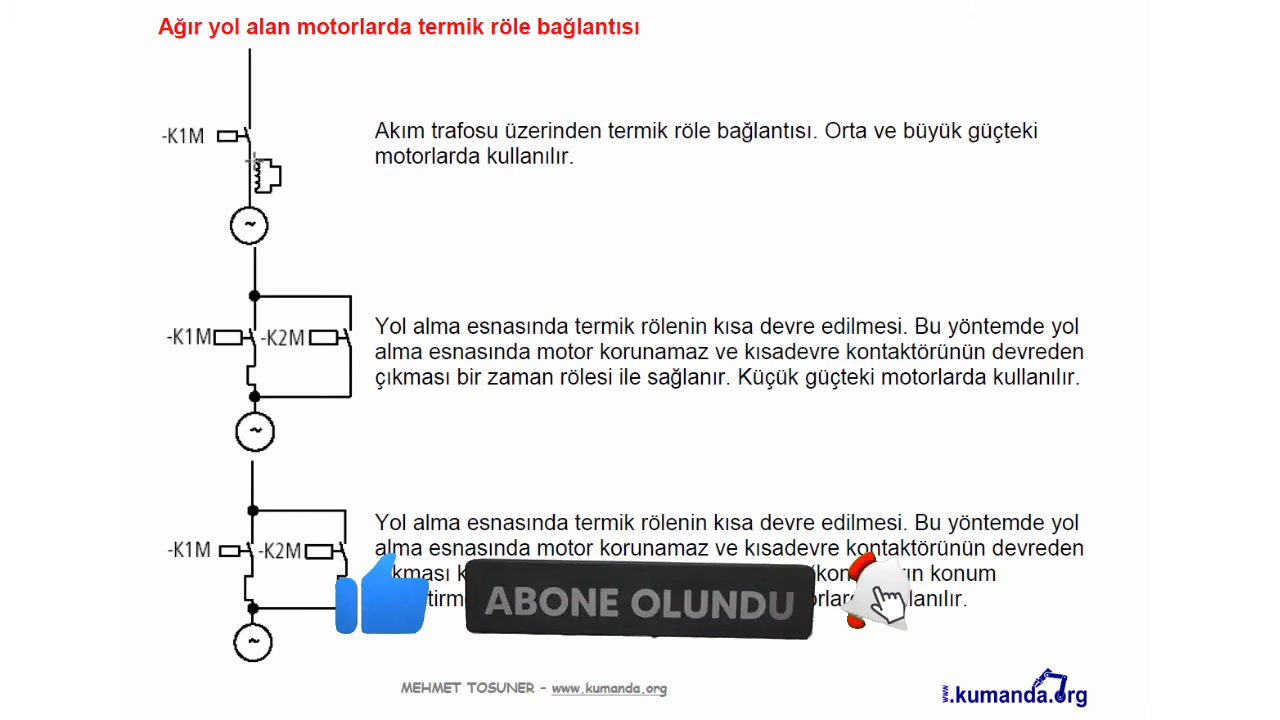 Ağır yol alan motorlarda termik röle bağlantısı
-K1M
Akım trafosu üzerinden termik röle bağlantısı. Orta ve büyük güçteki
motorlarda kullanılır.
-K1M
-K2M
Yol alma esnasında termik rölenin kısa devre edilmesi. Bu yöntemde yol
alma esnasında motor korunamaz ve kısadevre kontaktörünün devreden
çıkması bir zaman rölesi ile sağlanır. Küçük güçteki motorlarda kullanılır.
-K1M
-K2M
Yol alma esnasında termik rölenin kısa devre edilmesi. Bu yöntemde yol
alma esnasında motor korunamaz ve kısadevre kontaktörünün devreden
konum
ABONE OLUNDU
MEHMET TOSUNER - www.kumanda.org
www.kumanda.org